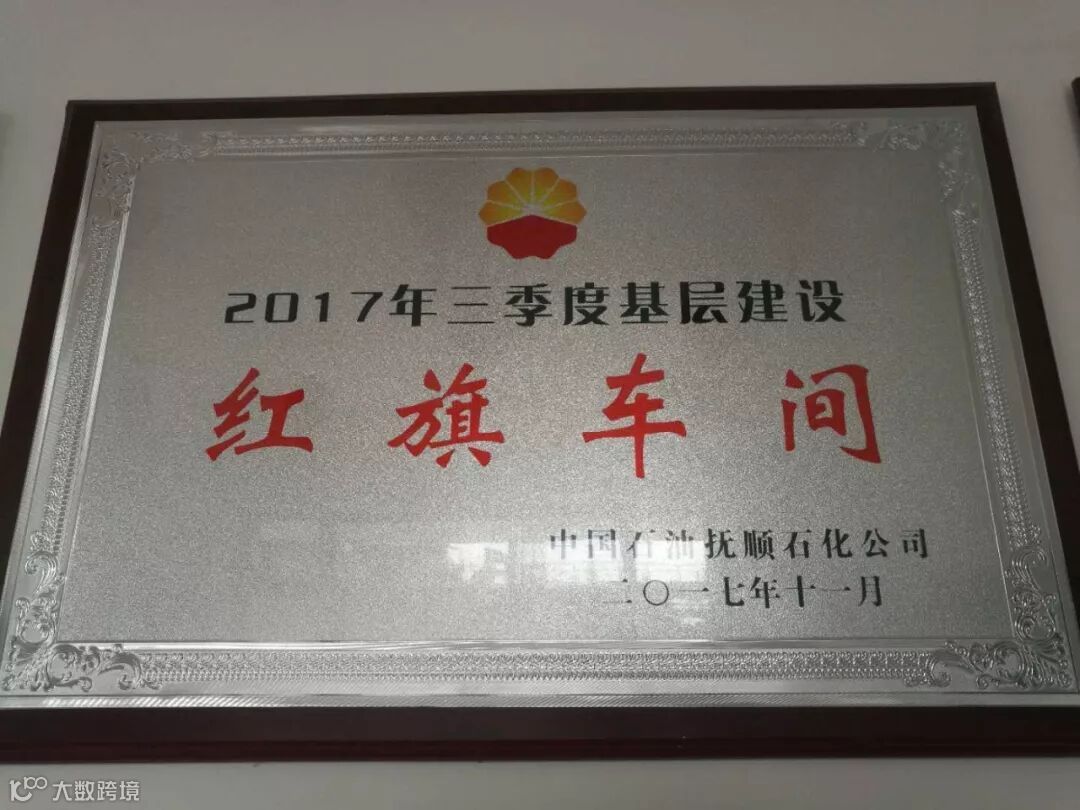 2017年三季度基层建设
红旗车间
中国石油抚顺石化公司
二〇一七年十一月
大数跨境